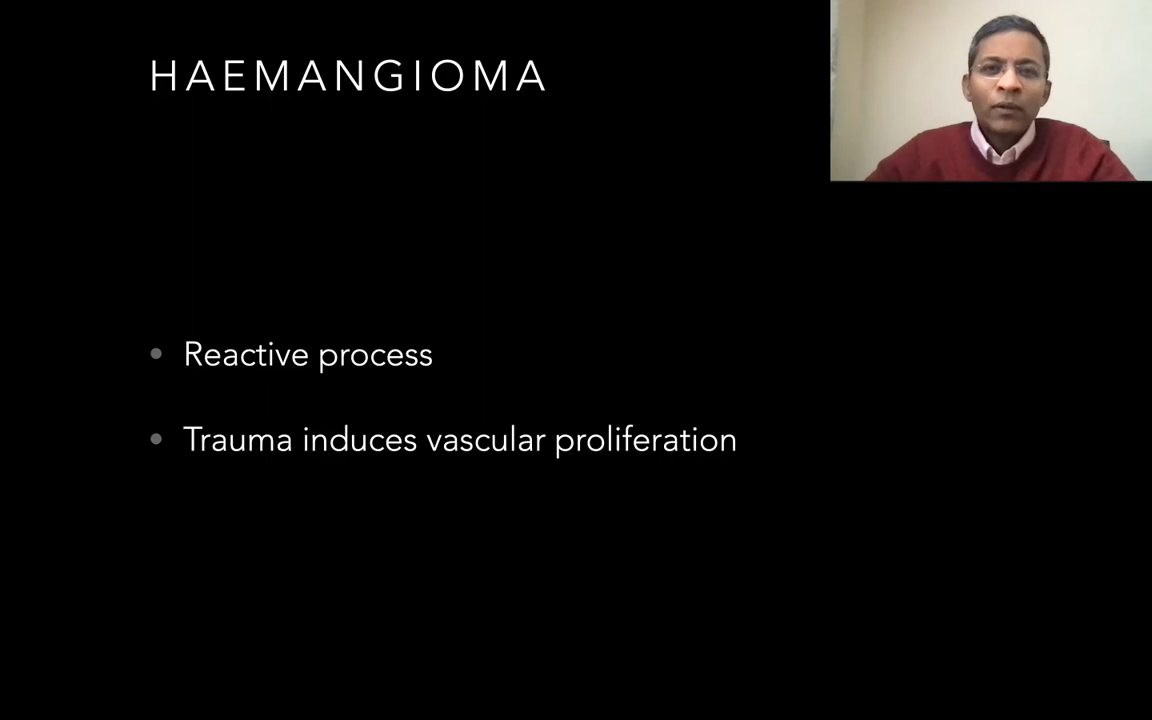 HAEMANGIOMA
• Reactive process
• Trauma induces vascular proliferation